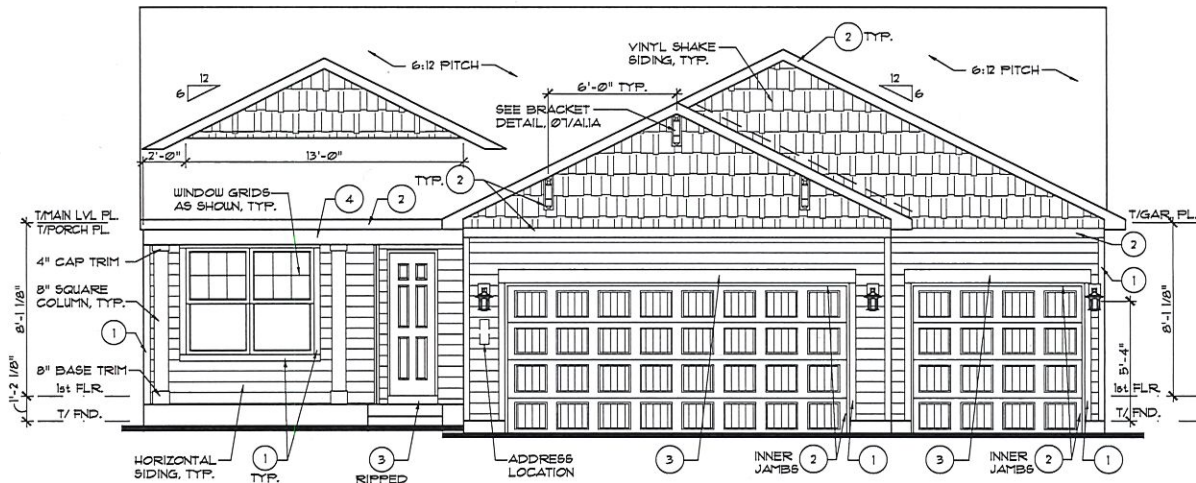 12
6
6:12 PITCH
2'-0"
13'-0"
WINDOW GRIDS
AS SHOWN, TYP.
4
2
TYP. 2
6'-0" TYP.
SEE BRACKET
DETAIL, 07/A1.1A
VINYL SHAKE
SIDING, TYP.
2 TYP.
12
6
6:12 PITCH
T/MAIN LVL PL.
T/PORCH PL.
4" CAP TRIM
8" SQUARE
COLUMN, TYP.
1
8" BASE TRIM
1st FLR.
T/ FND.
8'-1 1/8"
1'-2 1/8"
T/GAR. PL.
2
1
8'-1 1/8"
5'-4"
1st FLR.
T/ FND.
HORIZONTAL
SIDING, TYP.
1
TYP.
3
RIPPED
ADDRESS
LOCATION
3
INNER
JAMBS
2
1
3
INNER
JAMBS
2
1